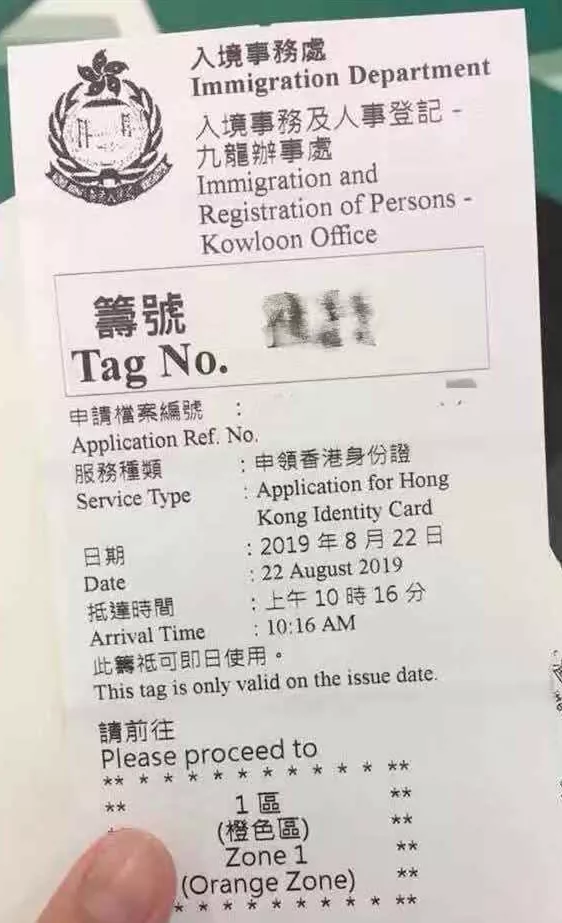 入境事務處
Immigration Department
入境事務及人事登記 -
九龍辦事處
Immigration and
Registration of Persons -
Kowloon Office
籌號
Tag No.
申請檔案編號 :
Application Ref. No.
服務種類 : 申領香港身份證
Service Type : Application for Hong
Kong Identity Card
日期 : 2019 年 8 月 22 日
Date : 22 August 2019
抵達時間 : 上午 10 時 16 分
Arrival Time : 10:16 AM
此籌祗可即日使用。
This tag is only valid on the issue date.
請前往
Please proceed to
** * * * * * * * * * * **
** 1 區 **
(橙色區) **
Zone 1 **
(Orange Zone) **
* * * * * * * * * **